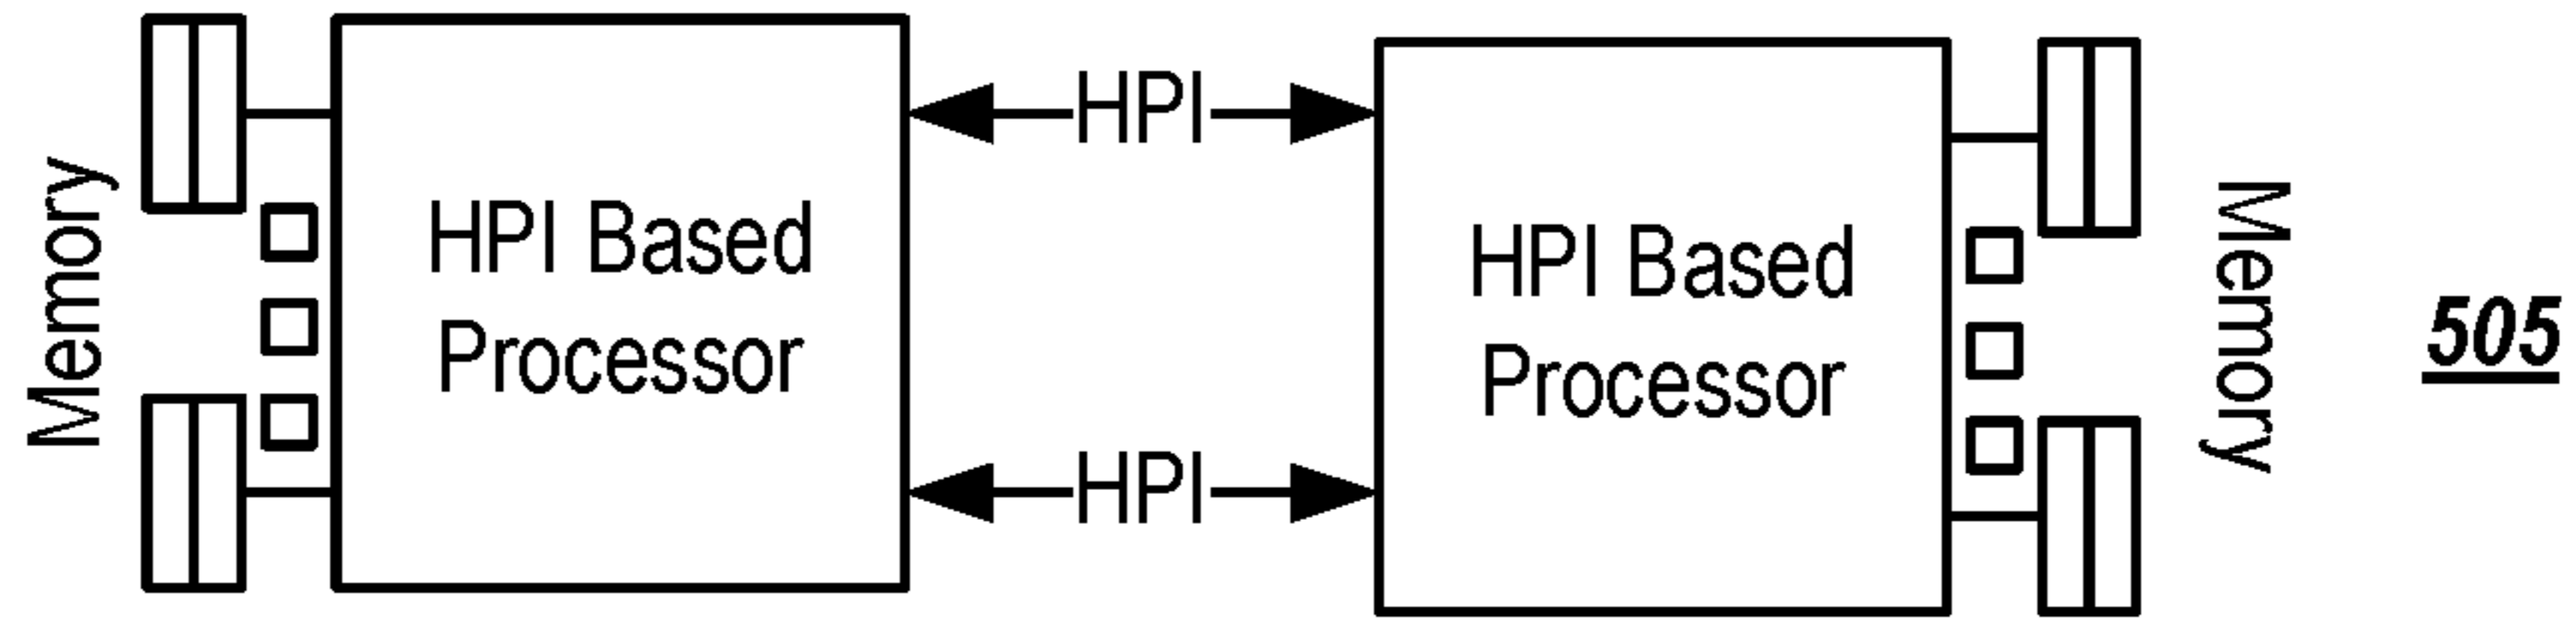 Memory
HPI Based
Processor
HPI
HPI
HPI Based
Processor
Memory
505